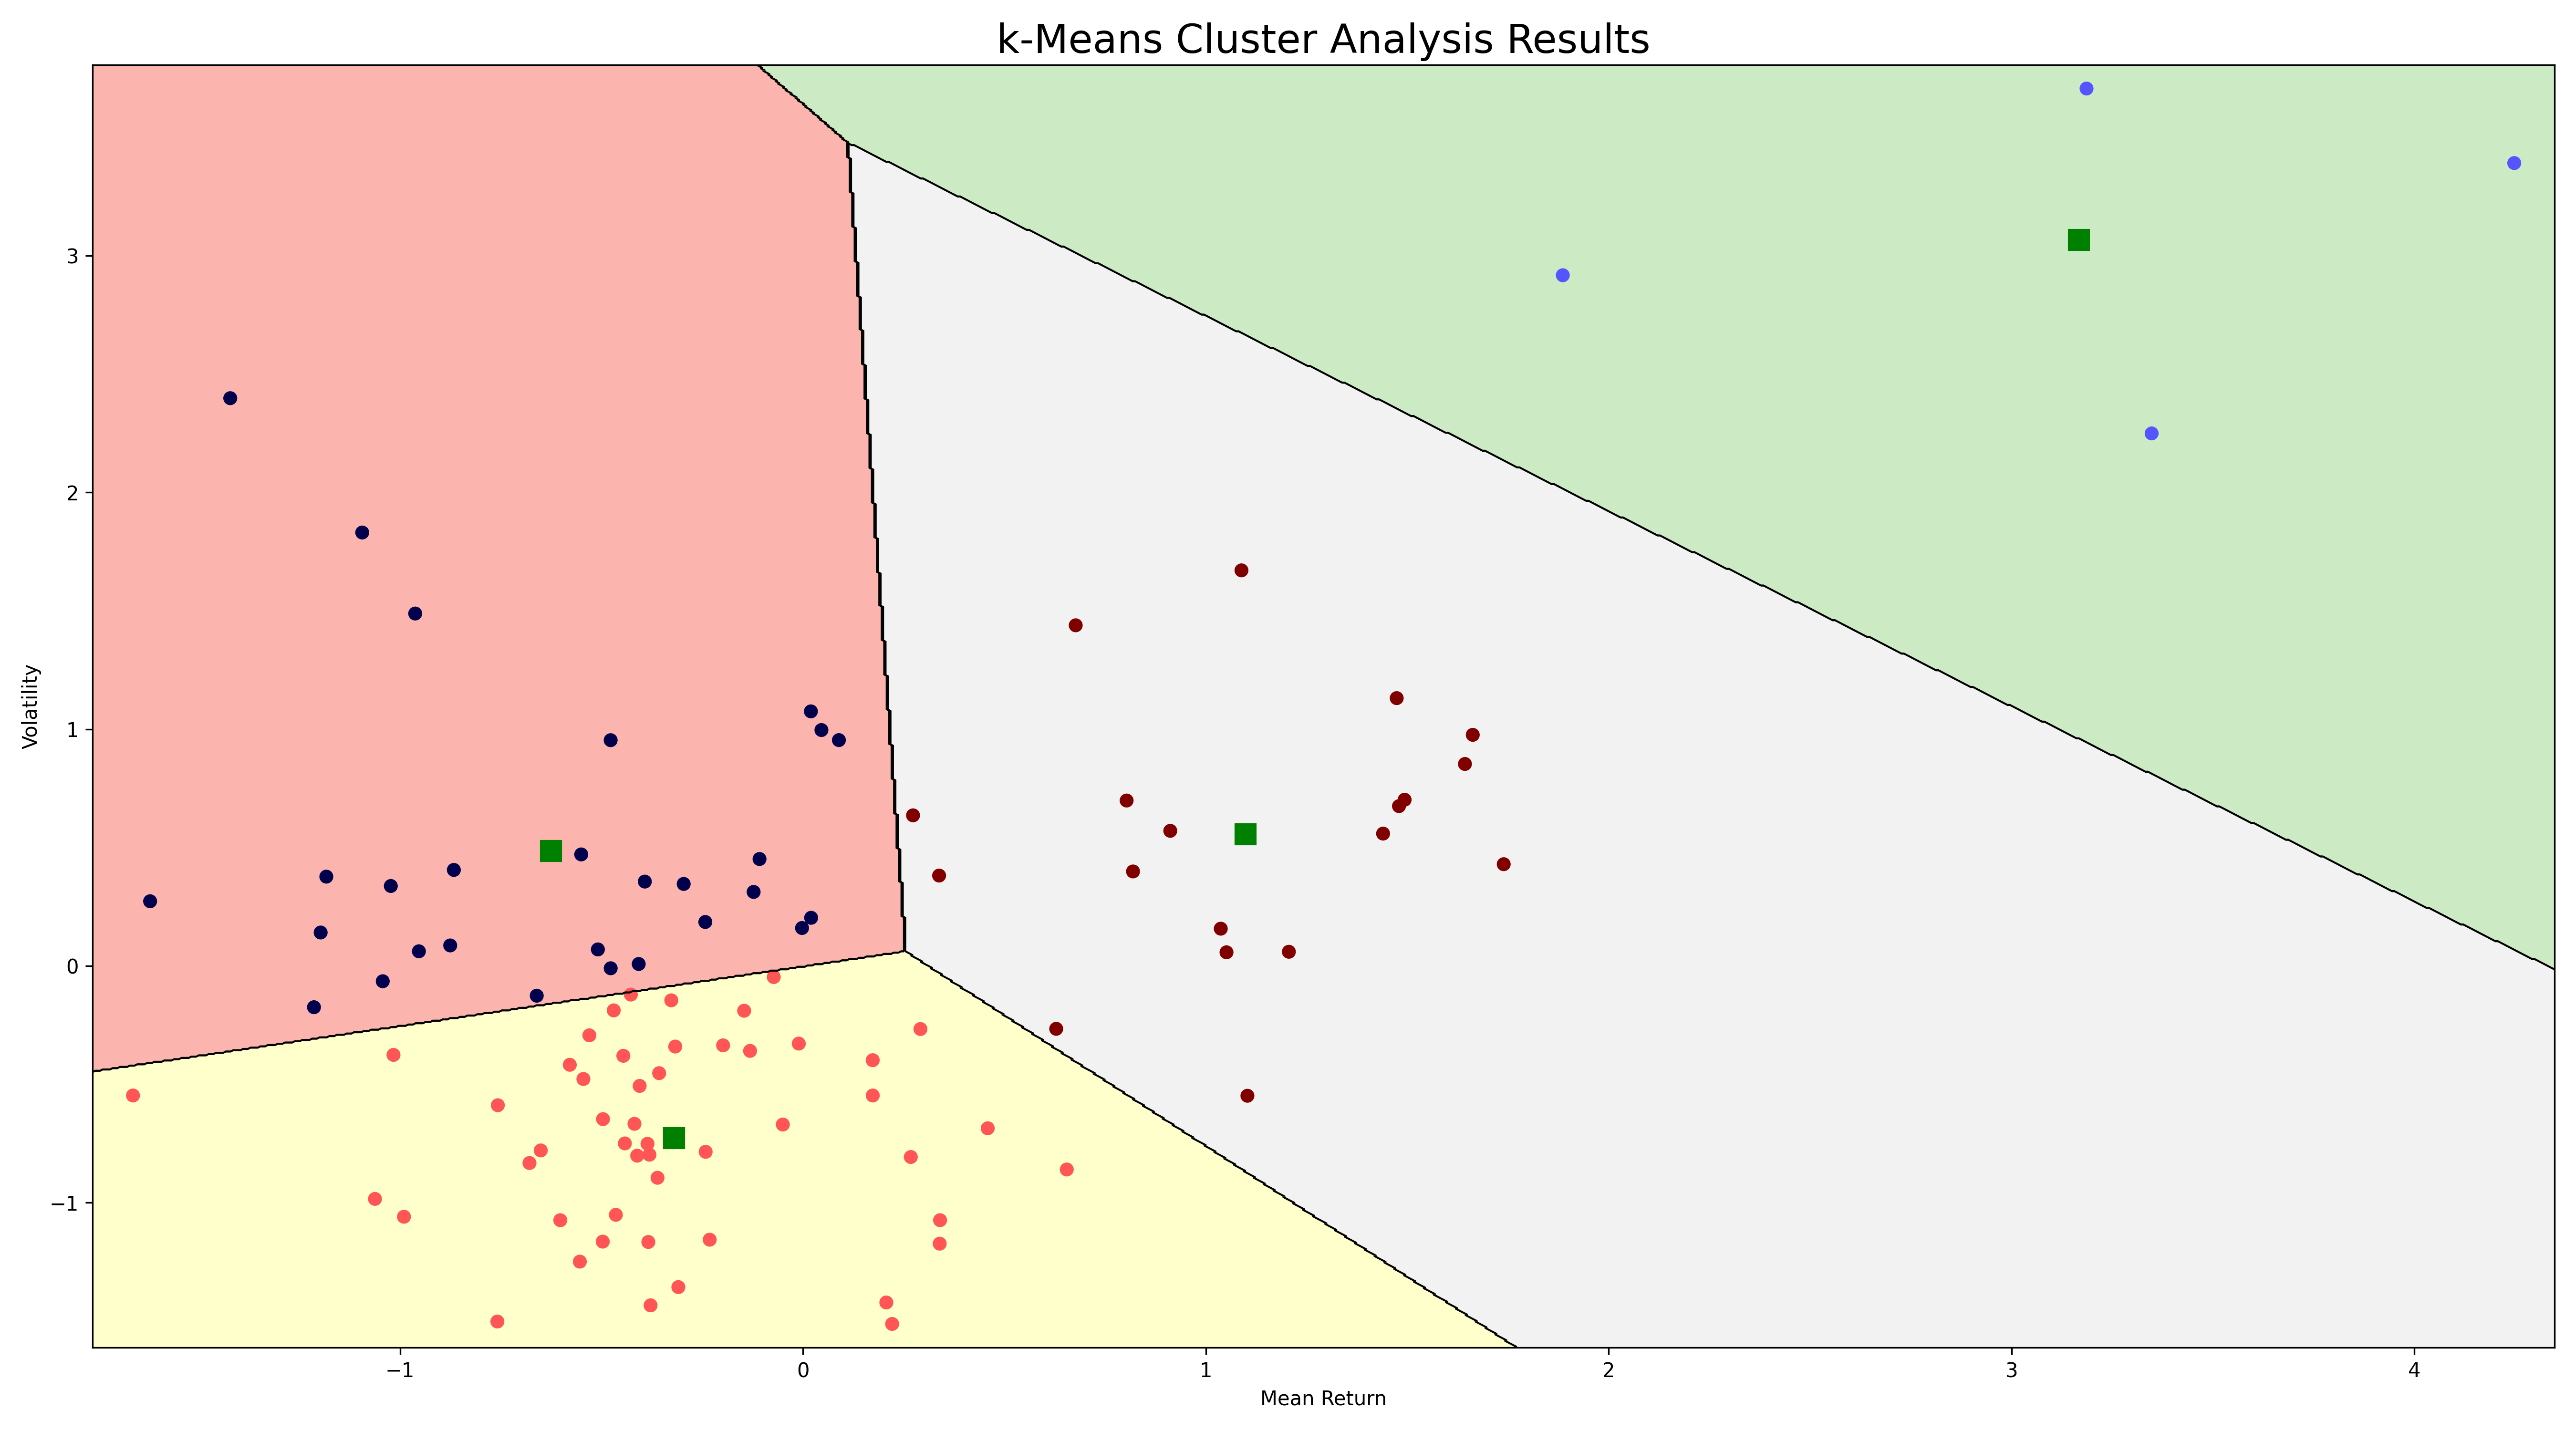 k-Means Cluster Analysis Results
3
2
1
0
−1
Volatility
−1 0 1 2 3 4
Mean Return